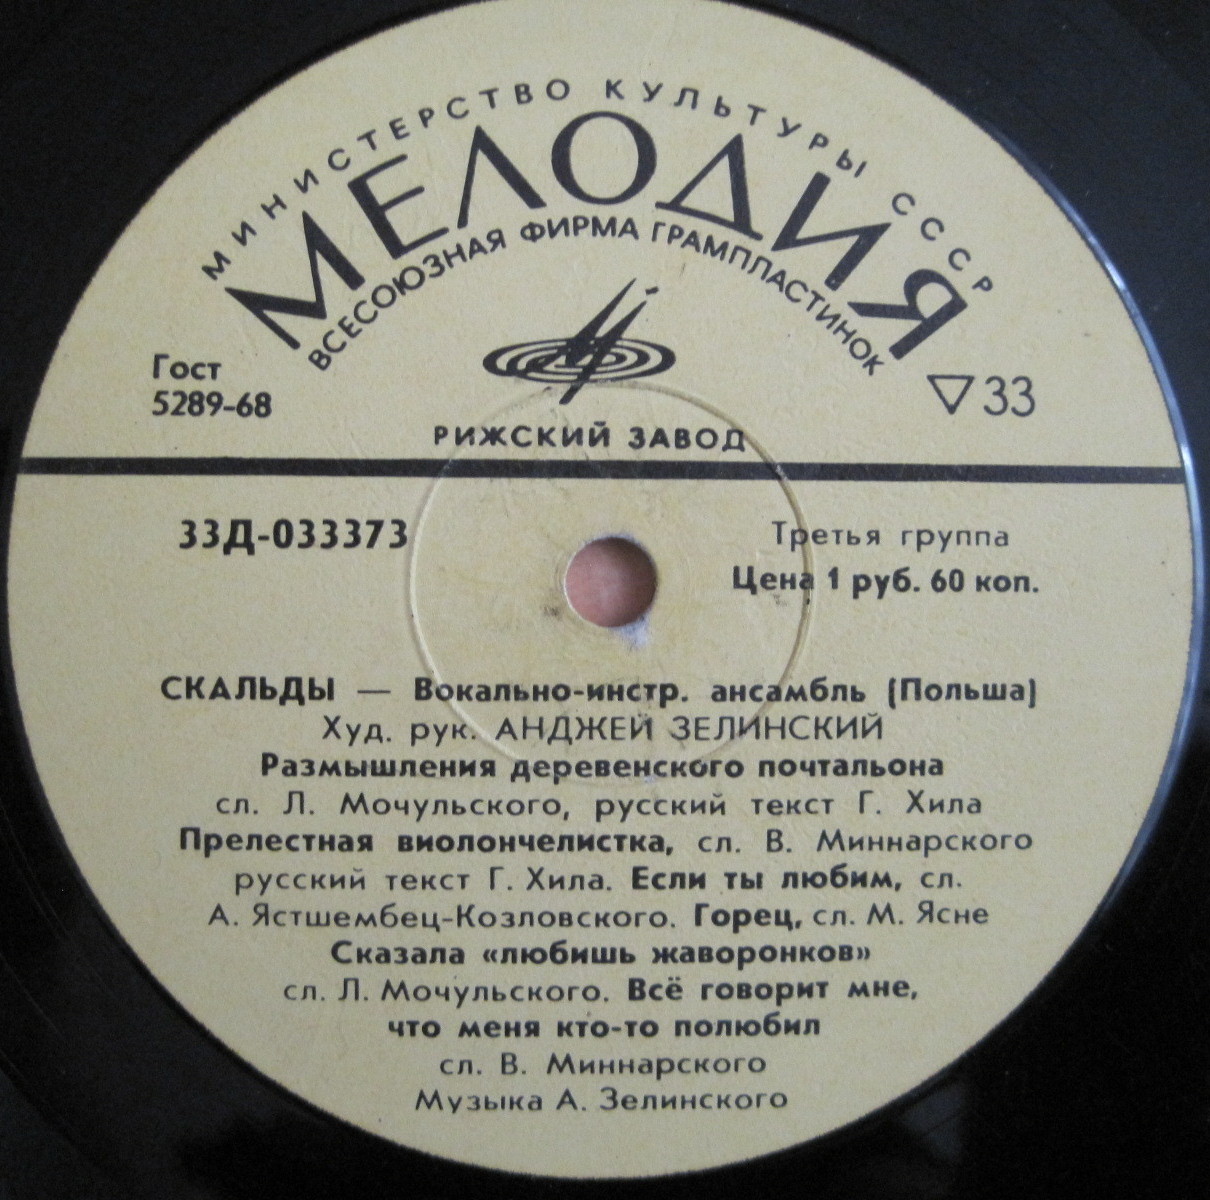 МИНИСТЕРСТВО КУЛЬТУРЫ СССР
МЕЛОДИЯ
ВСЕСОЮЗНАЯ ФИРМА ГРАМПЛАСТИНОК
Гост
5289-68
33
РИЖСКИЙ ЗАВОД
33Д-033373
Третья группа
Цена 1 руб. 60 коп.
СКАЛЬДЫ — Вокально-инстр. ансамбль (Польша)
Худ. рук. АНДЖЕЙ ЗЕЛИНСКИЙ
Размышления деревенского почтальона
сл. Л. Мочульского, русский текст Г. Хила
Прелестная виолончелистка, сл. В. Миннарского
русский текст Г. Хила. Если ты любим, сл.
А. Ястшембец-Козловского. Горец, сл. М. Ясне
Сказала «любишь жаворонков»
сл. Л. Мочульского. Всё говорит мне,
что меня кто-то полюбил
сл. В. Миннарского
Музыка А. Зелинского